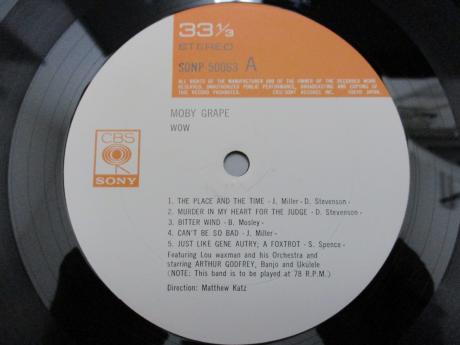 33 1/3
STEREO
SONP 50063 A
ALL RIGHTS OF THE MANUFACTURER AND OF THE OWNER OF THE RECORDED WORK
RESERVED. UNAUTHORIZED PUBLIC PERFORMANCE, BROADCASTING AND COPYING OF
THIS RECORD PROHIBITED. CBS/SONY RECORDS INC. TOKYO JAPAN.
MOBY GRAPE
WOW
CBS
SONY
1. THE PLACE AND THE TIME - J. Miller - D. Stevenson -
2. MURDER IN MY HEART FOR THE JUDGE - D. Stevenson -
3. BITTER WIND - B. Mosley -
4. CAN'T BE SO BAD - J. Miller -
5. JUST LIKE GENE AUTRY; A FOXTROT - S. Spence -
Featuring Lou waxman and his Orchestra and
starring ARTHUR GODFREY, Banjo and Ukulele
(NOTE: This band is to be played at 78 R.P.M.)
Direction: Matthew Katz